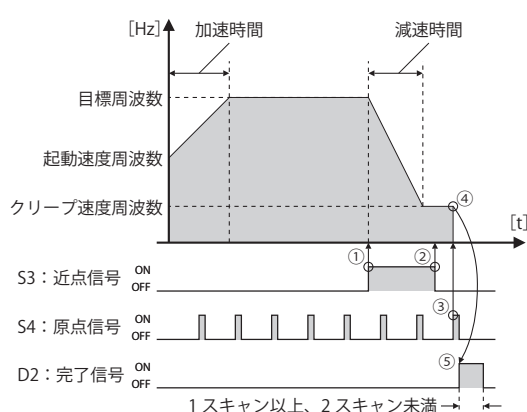 [Hz]
加速時間
減速時間
目標周波数
起動速度周波数
クリープ速度周波数
④
[t]
①
②
S3：近点信号 ON OFF
③
S4：原点信号 ON OFF
⑤
D2：完了信号 ON OFF
1 スキャン以上、2 スキャン未満